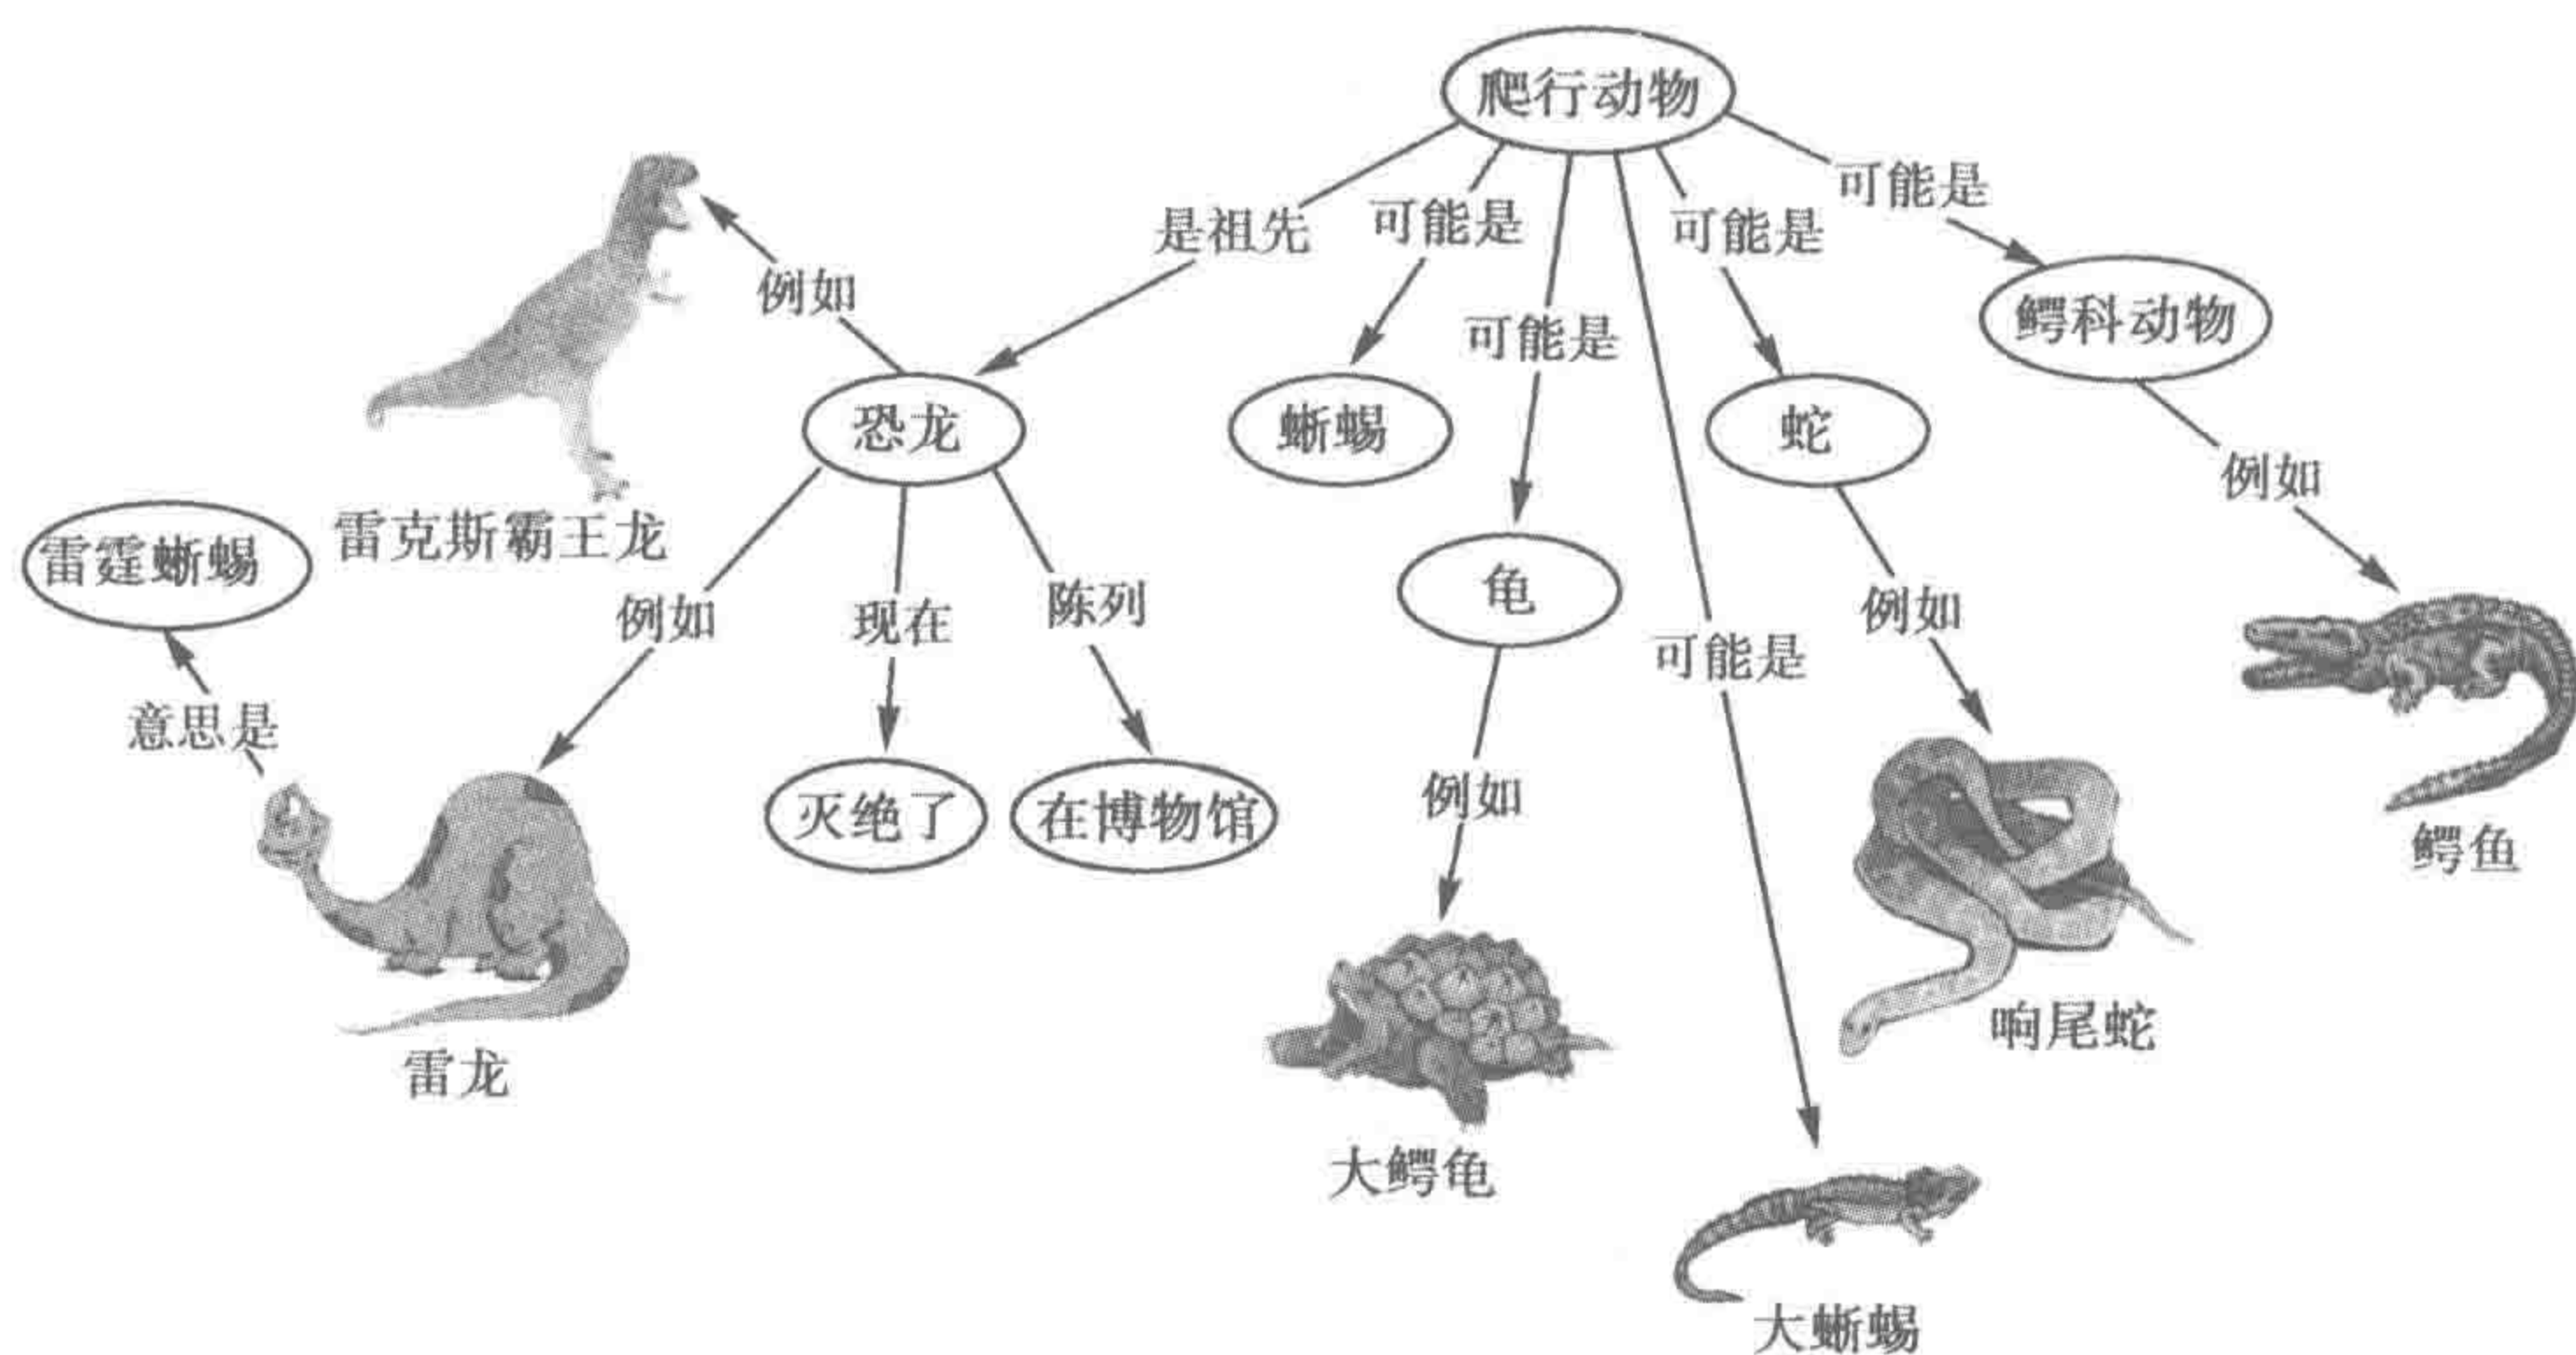 爬行动物
可能是
是祖先
可能是
可能是
例如
鳄科动物
可能是
恐龙
蜥蜴
蛇
例如
雷克斯霸王龙
雷霆蜥蜴
龟
例如
现在
陈列
例如
可能是
意思是
灭绝了
在博物馆
例如
鳄鱼
响尾蛇
雷龙
大鳄龟
大蜥蜴